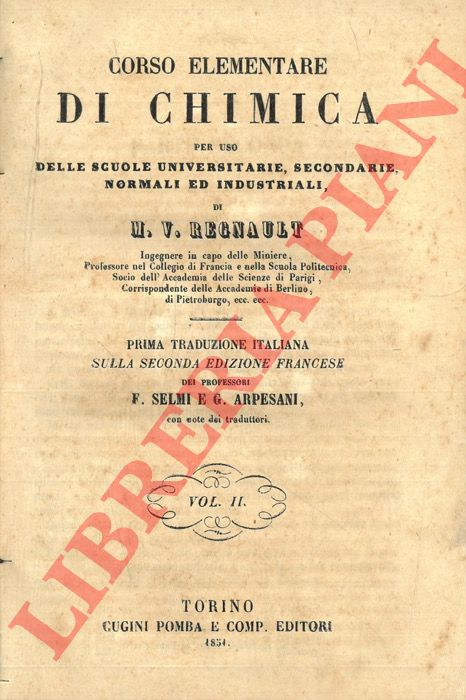 CORSO ELEMENTARE
DI CHIMICA
PER USO
DELLE SCUOLE UNIVERSITARIE, SECONDARIE,
NORMALI ED INDUSTRIALI,
DI
M. V. REGNAULT
Ingegnere in capo delle Miniere,
Professore nel Collegio di Francia e nella Scuola Politecnica,
Socio dell'Accademia delle Scienze di Parigi,
Corrispondente delle Accademie di Berlino,
di Pietroburgo, ecc. ecc.
PRIMA TRADUZIONE ITALIANA
SULLA SECONDA EDIZIONE FRANCESE
DEI PROFESSORI
F. SELMI E G. ARPESANI,
con note dei traduttori.
VOL. II.
TORINO
CUGINI POMBA E COMP. EDITORI
1851.
LIBRERIA PIANI